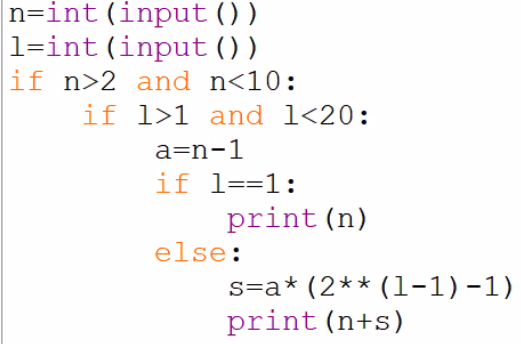 n=int(input())
l=int(input())
if n>2 and n<10:
    if l>1 and l<20:
        a=n-1
        if l==1:
            print(n)
        else:
            s=a*(2**(l-1)-1)
            print(n+s)